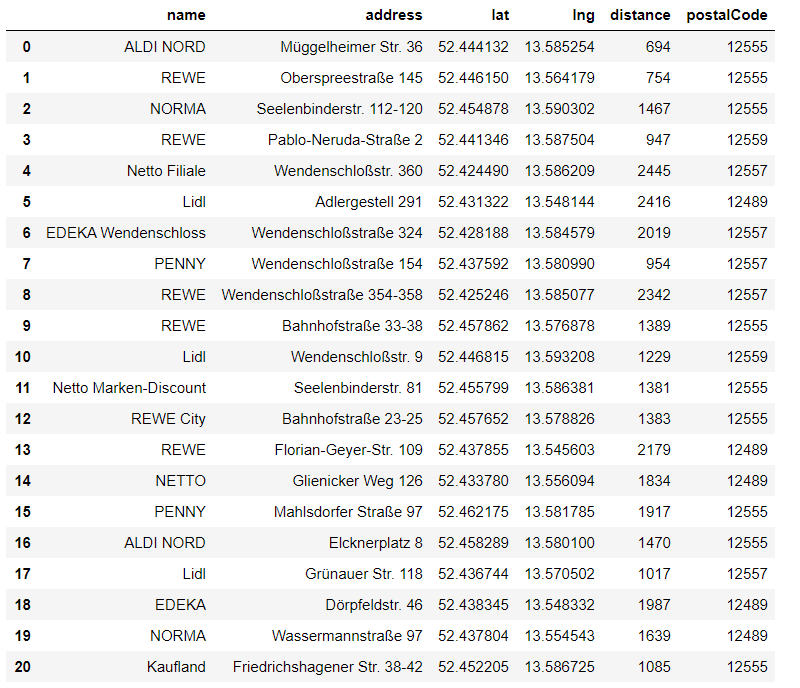 name address lat lng distance postalCode
0 ALDI NORD Müggelheimer Str. 36 52.444132 13.585254 694 12555
1 REWE Oberspreestraße 145 52.446150 13.564179 754 12555
2 NORMA Seelenbinderstr. 112-120 52.454878 13.590302 1467 12555
3 REWE Pablo-Neruda-Straße 2 52.441346 13.587504 947 12559
4 Netto Filiale Wendenschloßstr. 360 52.424490 13.586209 2445 12557
5 Lidl Adlergestell 291 52.431322 13.548144 2416 12489
6 EDEKA Wendenschloss Wendenschloßstraße 324 52.428188 13.584579 2019 12557
7 PENNY Wendenschloßstraße 154 52.437592 13.580990 954 12557
8 REWE Wendenschloßstraße 354-358 52.425246 13.585077 2342 12557
9 REWE Bahnhofstraße 33-38 52.457862 13.576878 1389 12555
10 Lidl Wendenschloßstr. 9 52.446815 13.593208 1229 12559
11 Netto Marken-Discount Seelenbinderstr. 81 52.455799 13.586381 1381 12555
12 REWE City Bahnhofstraße 23-25 52.457652 13.578826 1383 12555
13 REWE Florian-Geyer-Str. 109 52.437855 13.545603 2179 12489
14 NETTO Glienicker Weg 126 52.433780 13.556094 1834 12489
15 PENNY Mahlsdorfer Straße 97 52.462175 13.581785 1917 12555
16 ALDI NORD Elcknerplatz 8 52.458289 13.580100 1470 12555
17 Lidl Grünauer Str. 118 52.436744 13.570502 1017 12557
18 EDEKA Dörpfeldstr. 46 52.438345 13.548332 1987 12489
19 NORMA Wassermannstraße 97 52.437804 13.554543 1639 12489
20 Kaufland Friedrichshagener Str. 38-42 52.452205 13.586725 1085 12555